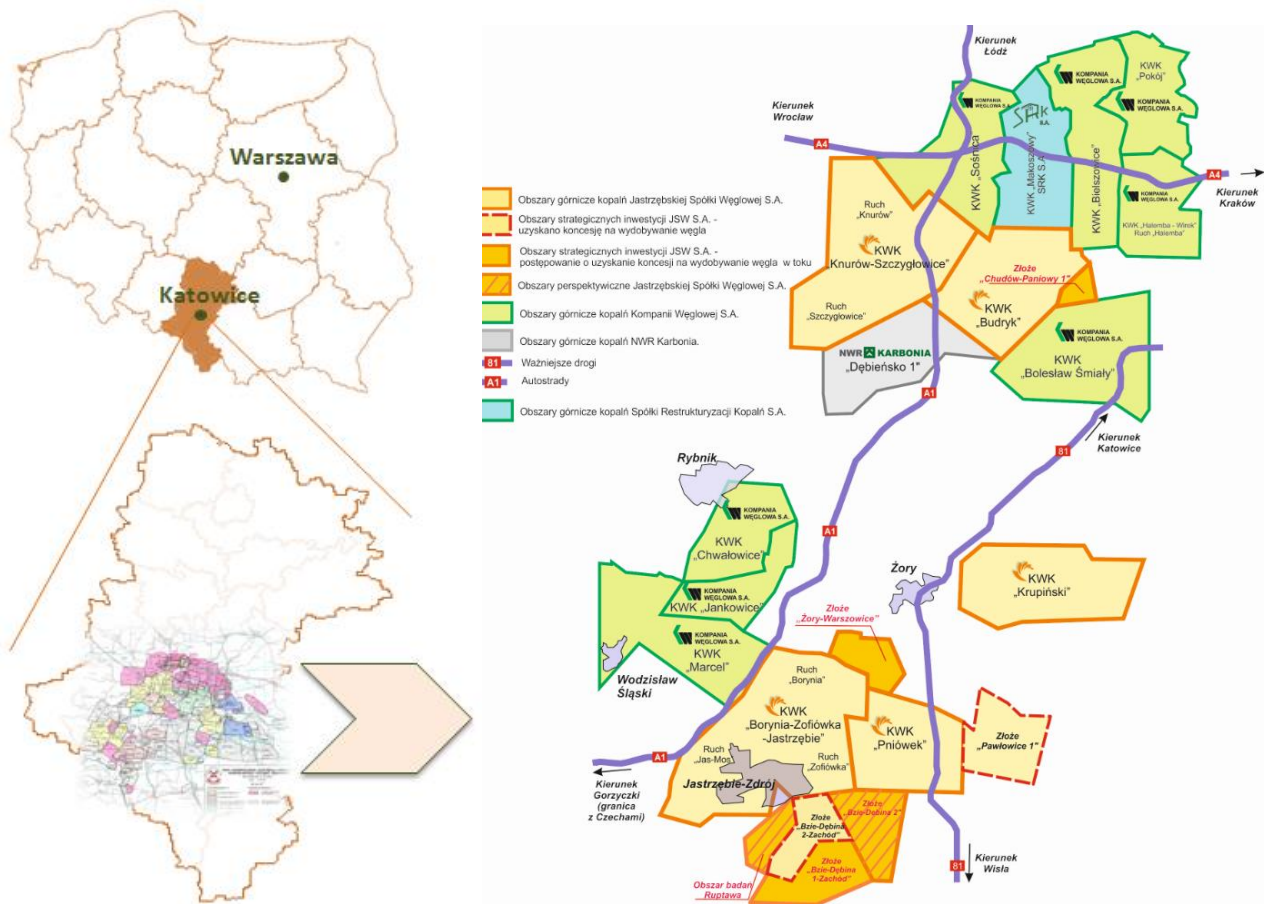 Warszawa
Katowice
Obszary górnicze kopalń Jastrzębskiej Spółki Węglowej S.A.
Obszary strategicznych inwestycji JSW S.A. -
uzyskano koncesję na wydobywanie węgla
Obszary strategicznych inwestycji JSW S.A. -
postępowanie o uzyskanie koncesji na wydobywanie węgla w toku
Obszary perspektywiczne Jastrzębskiej Spółki Węglowej S.A.
Obszary górnicze kopalń Kompanii Węglowej S.A.
Obszary górnicze kopalń NWR Karbonia.
81 Ważniejsze drogi
A1 Autostrady
Obszary górnicze kopalń Spółki Restrukturyzacji Kopalń S.A.
Kierunek
Łódź
Kierunek
Wrocław
A4
KOMPANIA
WĘGLOWA S.A.
KWK „Sośnica"
SRK
S.A.
KWK „Makoszowy"
SRK S.A.
KOMPANIA
WĘGLOWA S.A.
KWK „Bielszowice"
KWK
„Pokój"
KOMPANIA
WĘGLOWA S.A.
A4
Kierunek
Kraków
KOMPANIA
WĘGLOWA S.A.
KWK „Halemba - Wirek"
Ruch „Halemba"
Ruch
„Knurów"
KWK
„Knurów-Szczygłowice"
Ruch
„Szczygłowice"
Złoże
„Chudów-Paniowy 1"
KWK
„Budryk"
NWR KARBONIA
„Dębieńsko 1"
KOMPANIA
WĘGLOWA S.A.
KWK
„Bolesław Śmiały"
A1
Kierunek
Katowice
81
Rybnik
KOMPANIA
WĘGLOWA S.A.
KWK
„Chwałowice"
A1
KOMPANIA
WĘGLOWA S.A.
KWK „Jankowice"
Żory
KWK
„Krupiński"
Złoże
„Żory-Warszowice"
KOMPANIA
WĘGLOWA S.A.
KWK
„Marcel"
Wodzisław
Śląski
Ruch
„Borynia"
KWK
„Borynia-Zofiówka
-Jastrzębie"
KWK
„Pniówek"
Złoże
„Pawłowice 1"
Ruch
„Jas-Mos
Ruch
„Zofiówka"
A1
Jastrzębie-Zdrój
Kierunek
Gorzyczki
(granica
z Czechami)
Złoże
„Bzie-Dębina 2"
Złoże
„Bzie-Dębina
2-Zachód"
Złoże
„Bzie-Dębina
1-Zachód"
Obszar badań
Ruptawa
81
Kierunek
Wisła